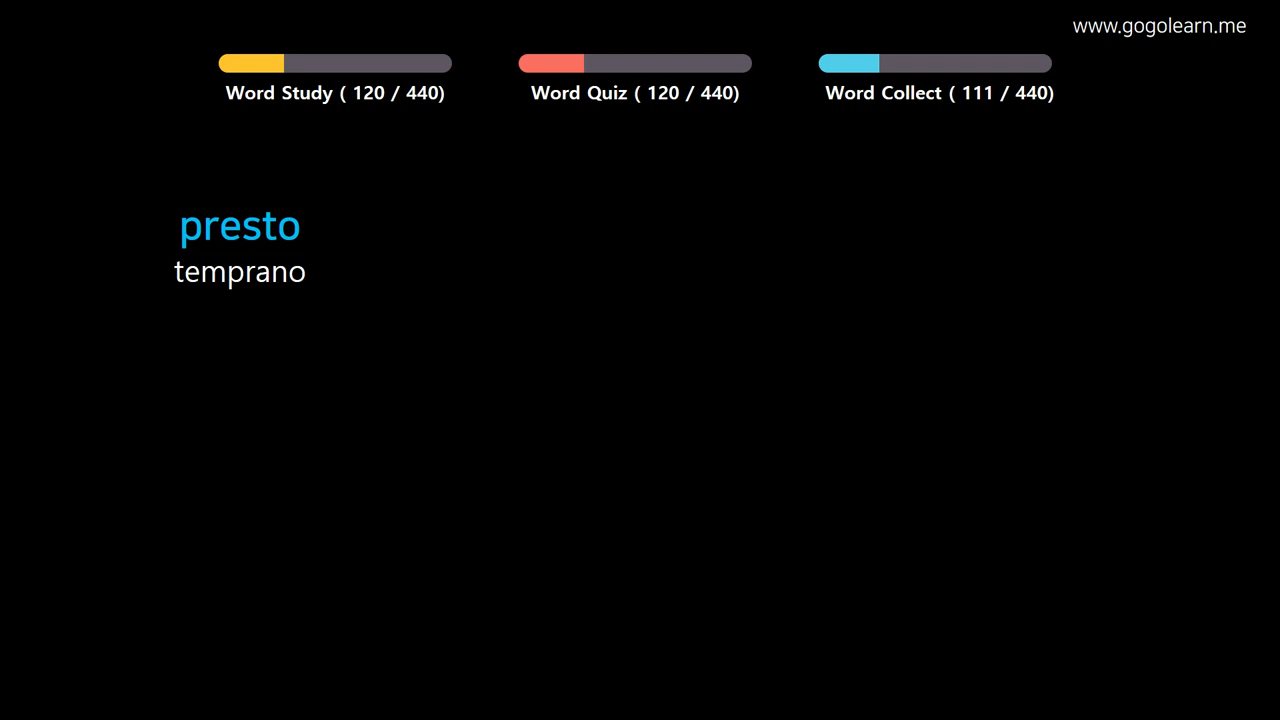 www.gogolearn.me
Word Study ( 120 / 440)
Word Quiz ( 120 / 440)
Word Collect ( 111 / 440)
presto
temprano